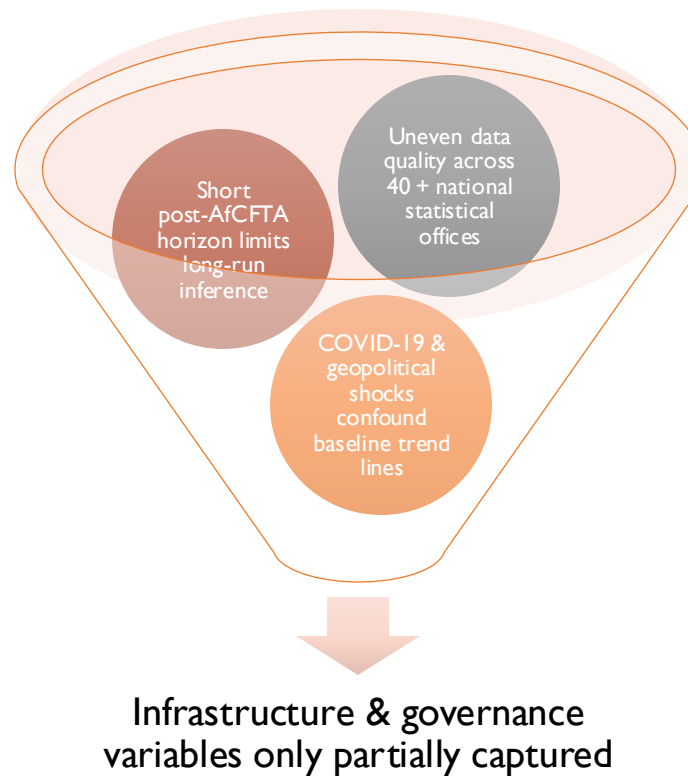 Short
post-AfCFTA
horizon limits
long-run
inference
Uneven data
quality across
40 + national
statistical
offices
COVID-19 &
geopolitical
shocks
confound
baseline trend
lines
Infrastructure & governance
variables only partially captured